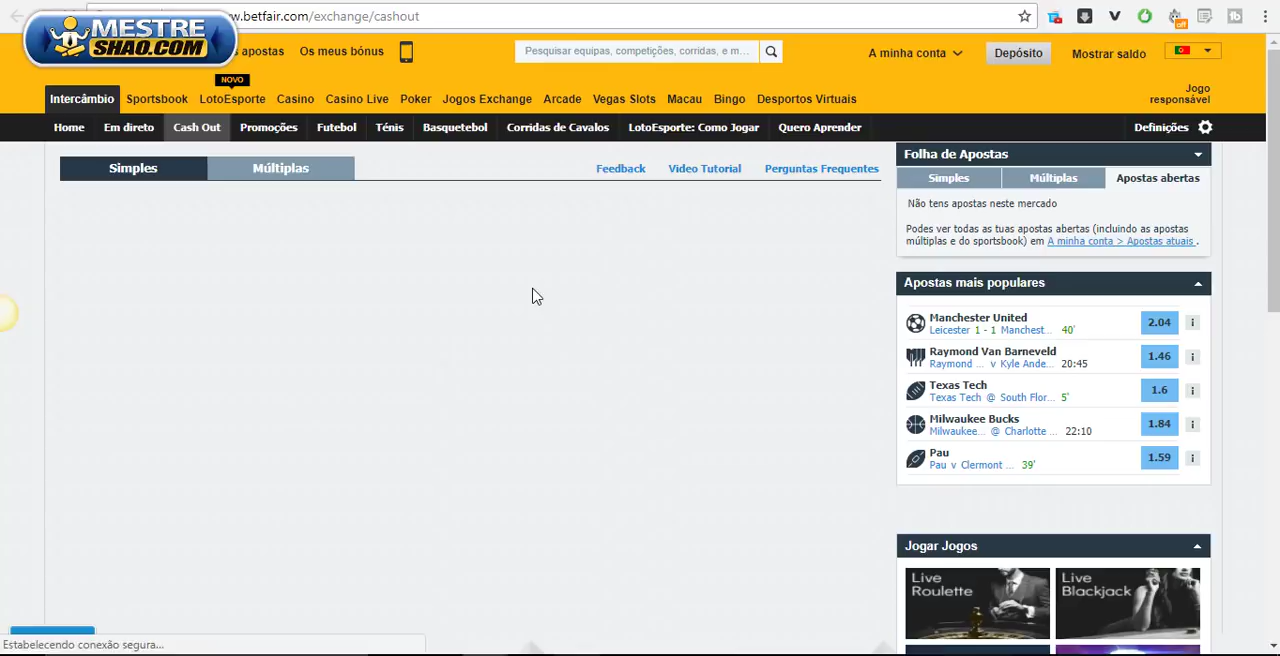 MESTRE
SHAO.COM
w.betfair.com/exchange/cashout
s apostas Os meus bónus
Pesquisar equipas, competições, corridas, e m...
A minha conta Depósito Mostrar saldo
NOVO
Intercâmbio Sportsbook LotoEsporte Casino Casino Live Poker Jogos Exchange Arcade Vegas Slots Macau Bingo Desportos Virtuais
Jogo
responsável
Home Em direto Cash Out Promoções Futebol Ténis Basquetebol Corridas de Cavalos LotoEsporte: Como Jogar Quero Aprender Definições
Simples Múltiplas Feedback Video Tutorial Perguntas Frequentes
Folha de Apostas
Simples Múltiplas Apostas abertas
Não tens apostas neste mercado
Podes ver todas as tuas apostas abertas (incluindo as apostas
múltiplas e do sportsbook) em A minha conta > Apostas atuais .
Apostas mais populares
Manchester United 2.04 i
Leicester 1 - 1 Manchest... 40'
Raymond Van Barneveld 1.46 i
Raymond ... v Kyle Ande... 20:45
Texas Tech 1.6 i
Texas Tech @ South Flor... 5'
Milwaukee Bucks 1.84 i
Milwaukee... @ Charlotte ... 22:10
Pau 1.59 i
Pau v Clermont ... 39'
Jogar Jogos
Live
Roulette
Live
Blackjack
Estabelecendo conexão segura...